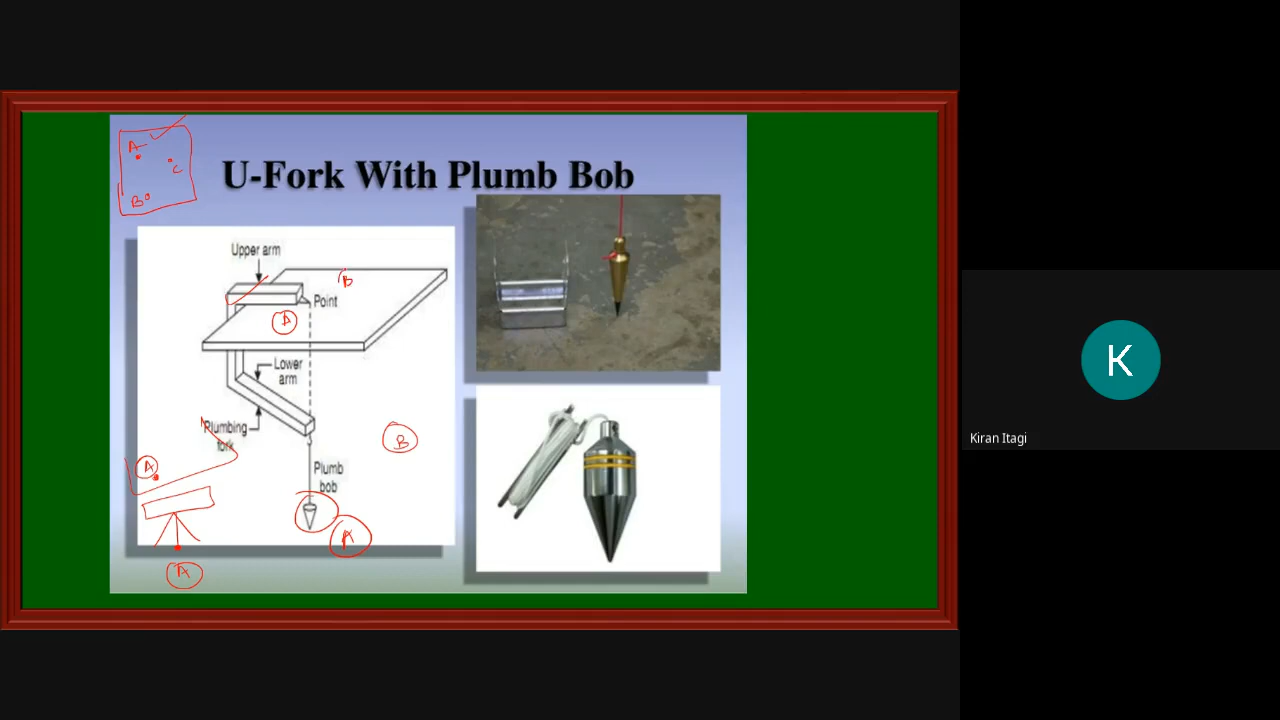 A
C
B
U-Fork With Plumb Bob
Upper arm
B
Point
A
Lower
arm
Plumbing
fork
B
A
Plumb
bob
A
A
K
Kiran Itagi